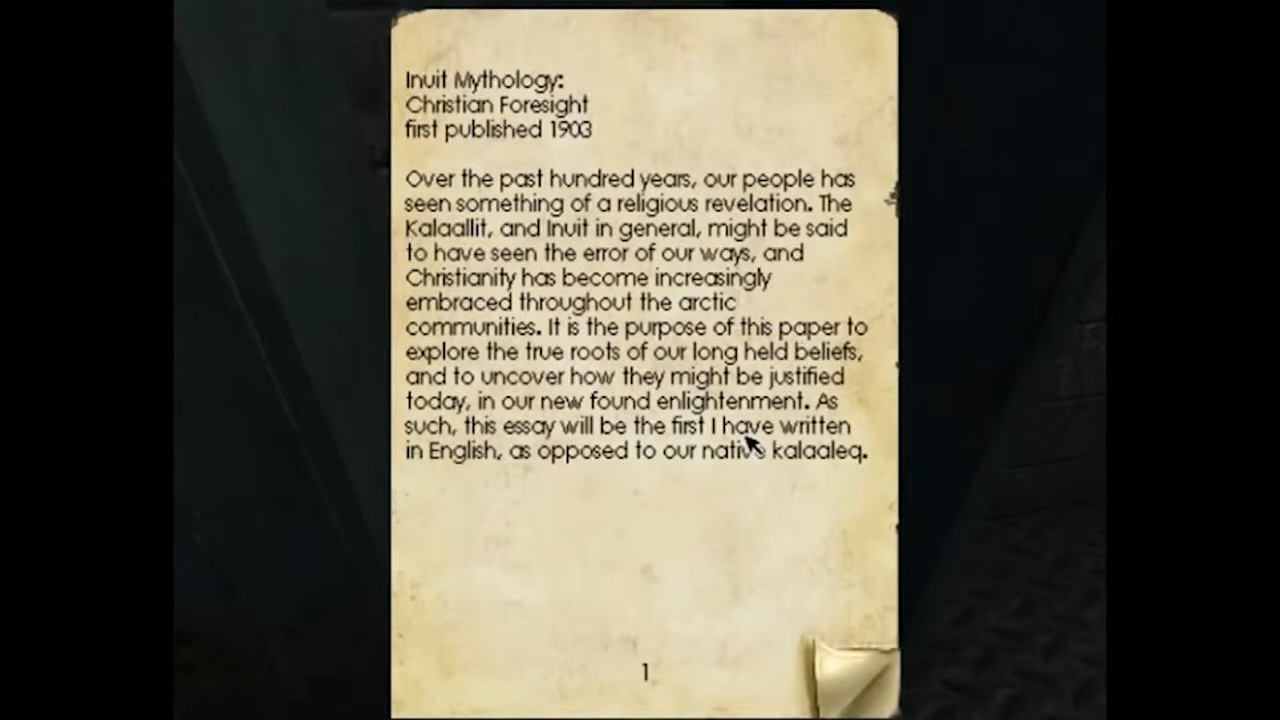 Inuit Mythology:
Christian Foresight
first published 1903
Over the past hundred years, our people has
seen something of a religious revelation. The
Kalaallit, and Inuit in general, might be said
to have seen the error of our ways, and
Christianity has become increasingly
embraced throughout the arctic
communities. It is the purpose of this paper to
explore the true roots of our long held beliefs,
and to uncover how they might be justified
today, in our new found enlightenment. As
such, this essay will be the first I have written
in English, as opposed to our native kalaaleq.
1